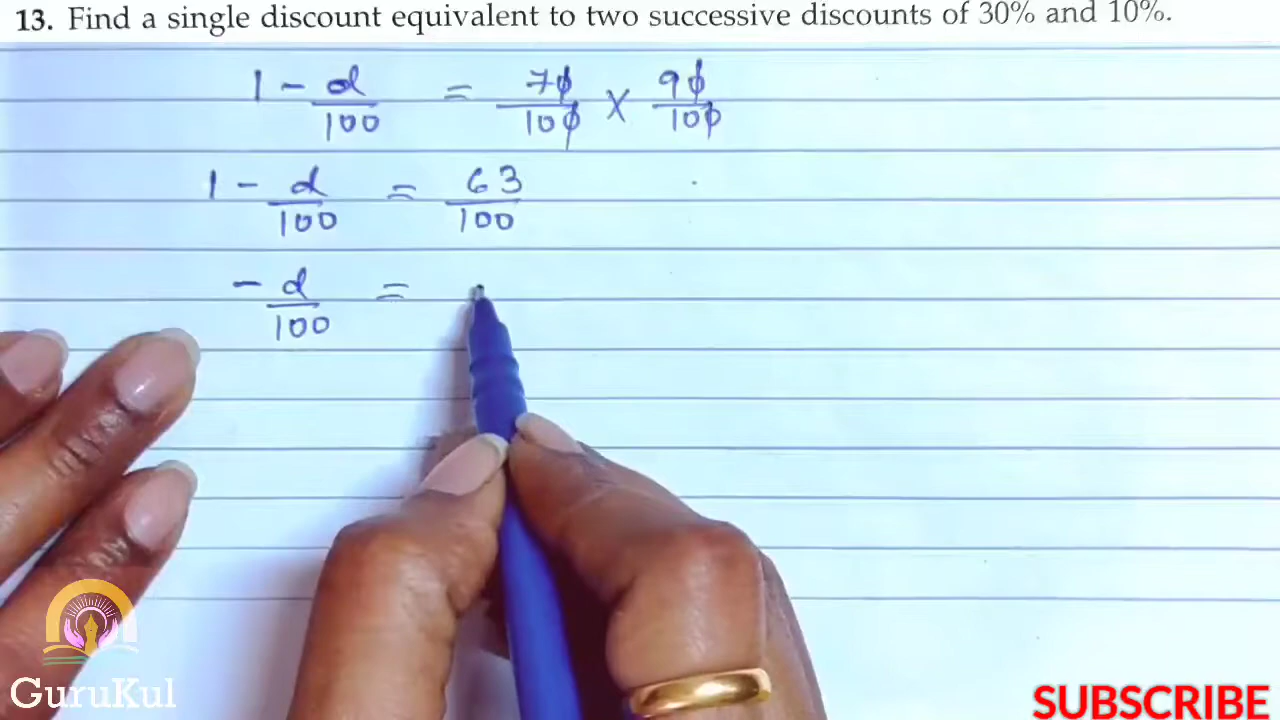 13. Find a single discount equivalent to two successive discounts of 30% and 10%.
1 - d/100 = 70/100 × 90/100
1 - d/100 = 63/100
- d/100 =
GuruKul
SUBSCRIBE